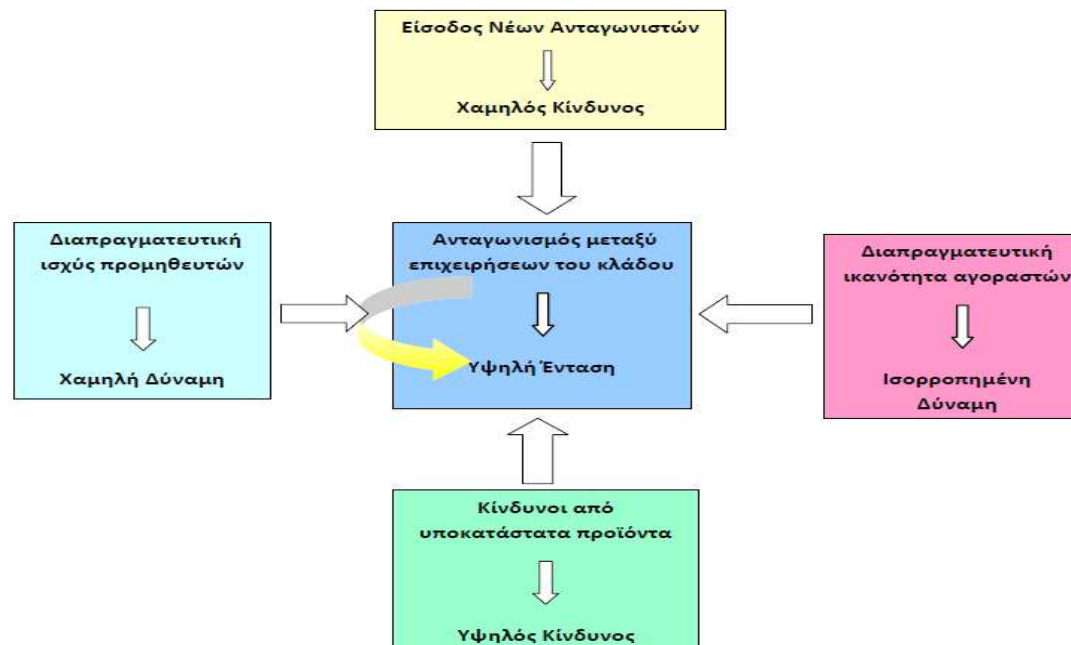 Είσοδος Νέων Ανταγωνιστών
Χαμηλός Κίνδυνος
Διαπραγματευτική
ισχύς προμηθευτών
Χαμηλή Δύναμη
Ανταγωνισμός μεταξύ
επιχειρήσεων του κλάδου
Υψηλή Ένταση
Διαπραγματευτική
ικανότητα αγοραστών
Ισορροπημένη
Δύναμη
Κίνδυνοι από
υποκατάστατα προϊόντα
Υψηλός Κίνδυνος